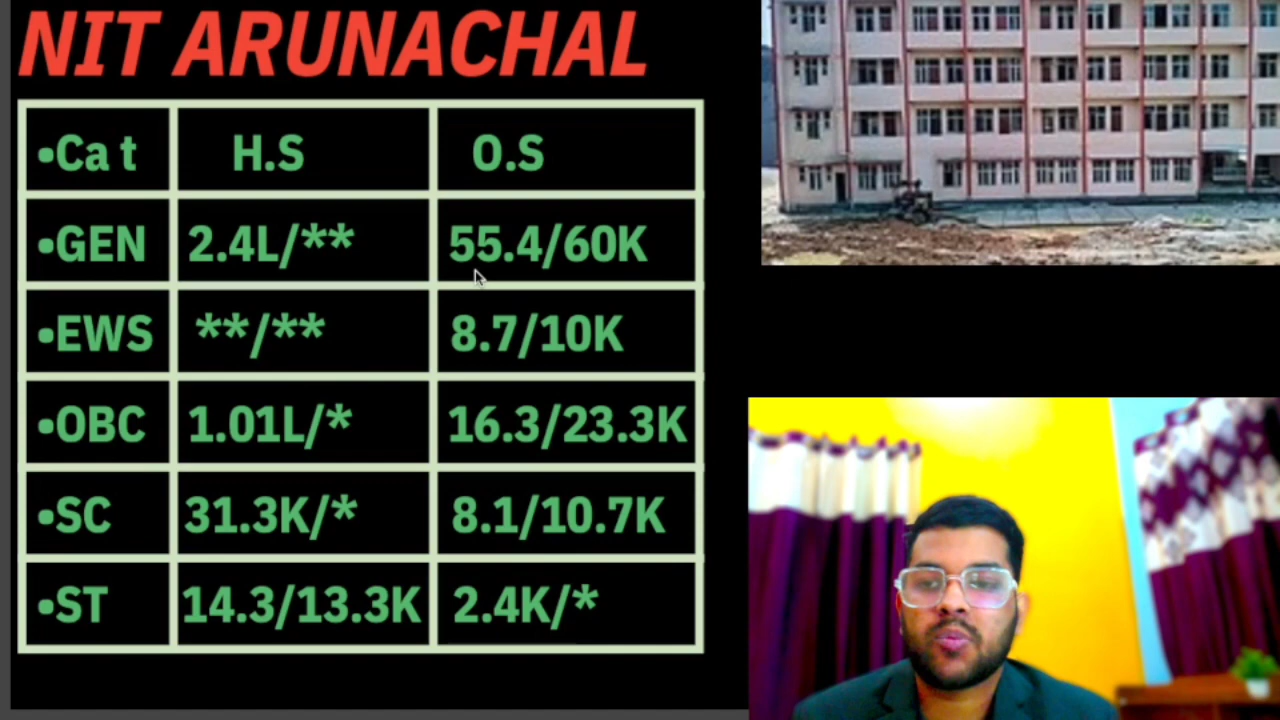 NIT ARUNACHAL
•Ca t H.S O.S
•GEN 2.4L/** 55.4/60K
•EWS **/** 8.7/10K
•OBC 1.01L/* 16.3/23.3K
•SC 31.3K/* 8.1/10.7K
•ST 14.3/13.3K 2.4K/*